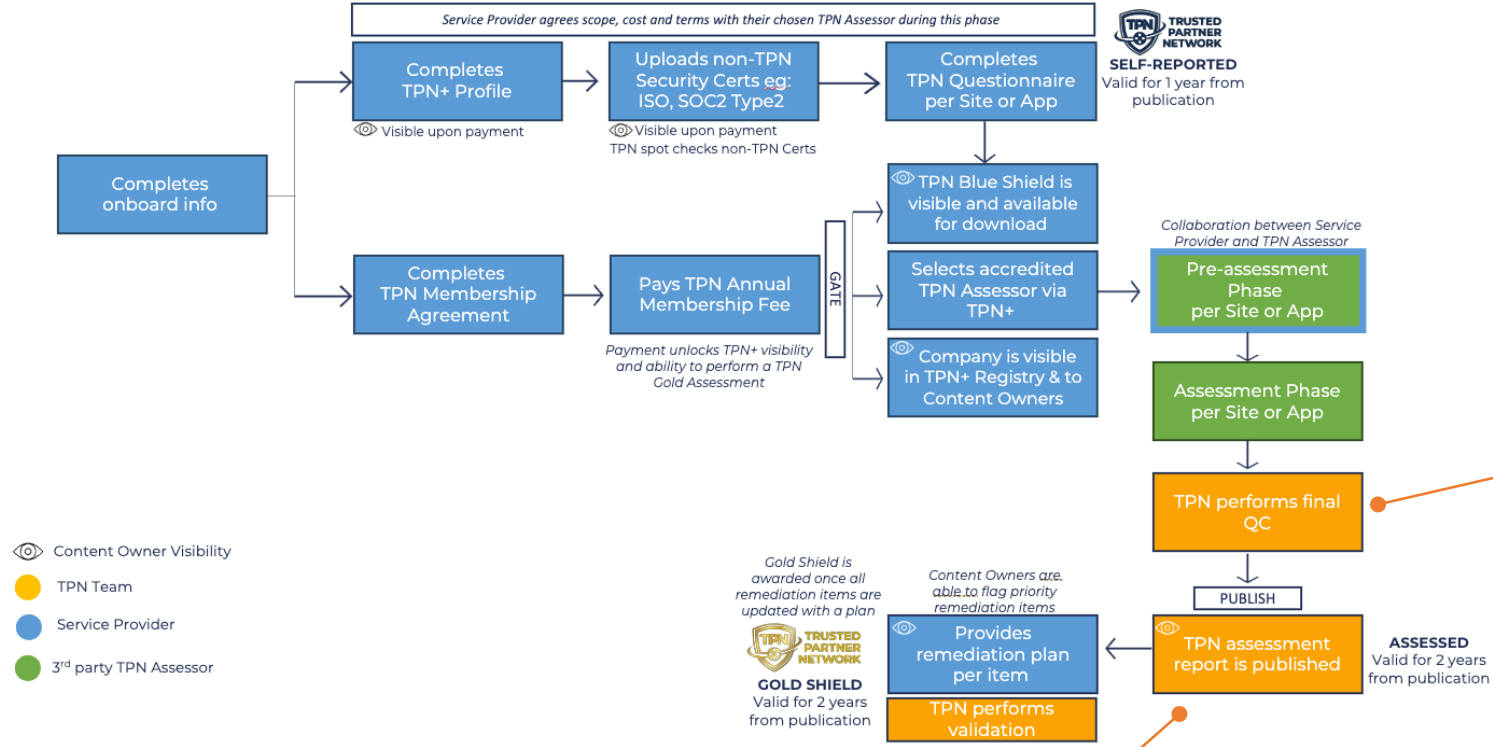 Service Provider agrees scope, cost and terms with their chosen TPN Assessor during this phase
TPN
TRUSTED
PARTNER
NETWORK
SELF-REPORTED
Valid for 1 year from
publication
Completes
TPN+ Profile
Visible upon payment
Uploads non-TPN
Security Certs eg:
ISO, SOC2 Type2
Visible upon payment
TPN spot checks non-TPN Certs
Completes
TPN Questionnaire
per Site or App
Completes
onboard info
TPN Blue Shield is
visible and available
for download
Completes
TPN Membership
Agreement
Pays TPN Annual
Membership Fee
Payment unlocks TPN+ visibility
and ability to perform a TPN
Gold Assessment
GATE
Selects accredited
TPN Assessor via
TPN+
Company is visible
in TPN+ Registry & to
Content Owners
Collaboration between Service
Provider and TPN Assessor
Pre-assessment
Phase
per Site or App
Assessment Phase
per Site or App
TPN performs final
QC
PUBLISH
TPN assessment
report is published
ASSESSED
Valid for 2 years
from publication
Content Owners are
able to flag priority
remediation items
Provides
remediation plan
per item
TPN performs
validation
Gold Shield is
awarded once all
remediation items are
updated with a plan
TPN
TRUSTED
PARTNER
NETWORK
GOLD SHIELD
Valid for 2 years
from publication
Content Owner Visibility
TPN Team
Service Provider
3rd party TPN Assessor